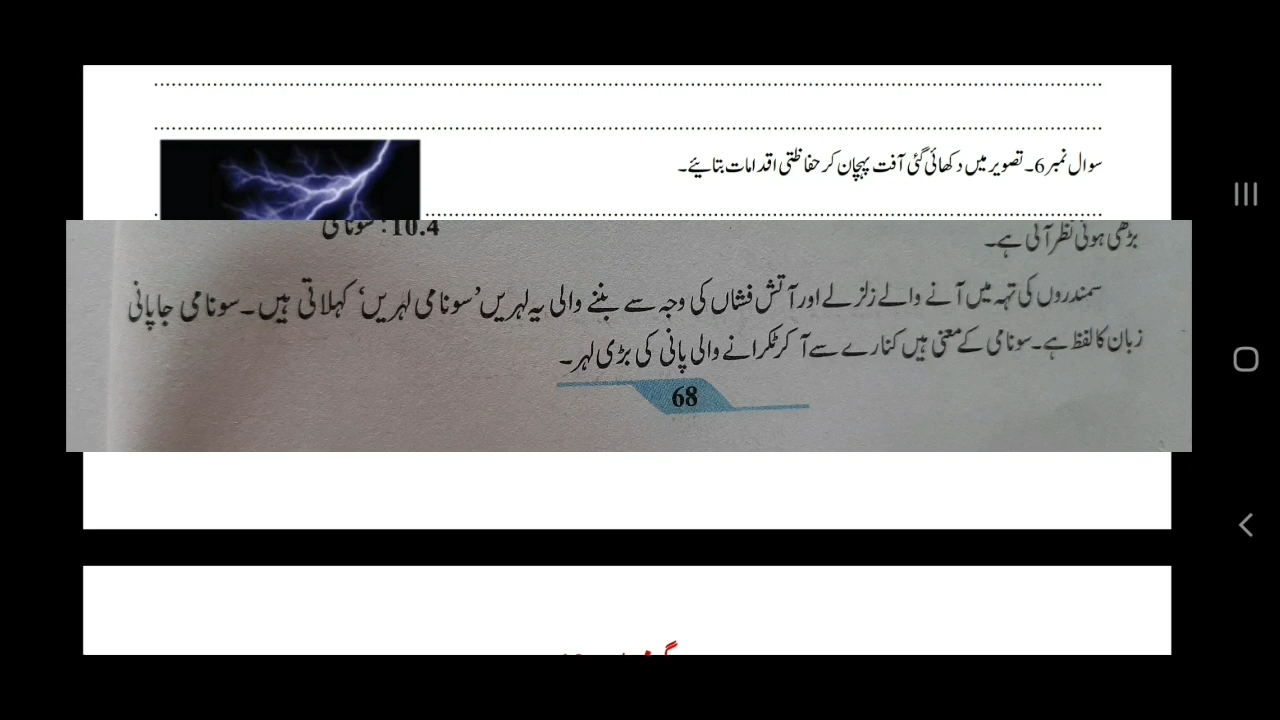 سوال نمبر 6۔ تصویر میں دکھائی گئی آفت پہچان کر حفاظتی اقدامات بتائیے۔
10.4: سونامی
بڑھی ہوئی نظر آتی ہے۔
سمندروں کی تہہ میں آنے والے زلزلے اور آتش فشاں کی وجہ سے بننے والی یہ لہریں ’سونامی لہریں‘ کہلاتی ہیں۔ سونامی جاپانی
زبان کا لفظ ہے۔ سونامی کے معنی ہیں کنارے سے آ کر ٹکرانے والی پانی کی بڑی لہر۔
68